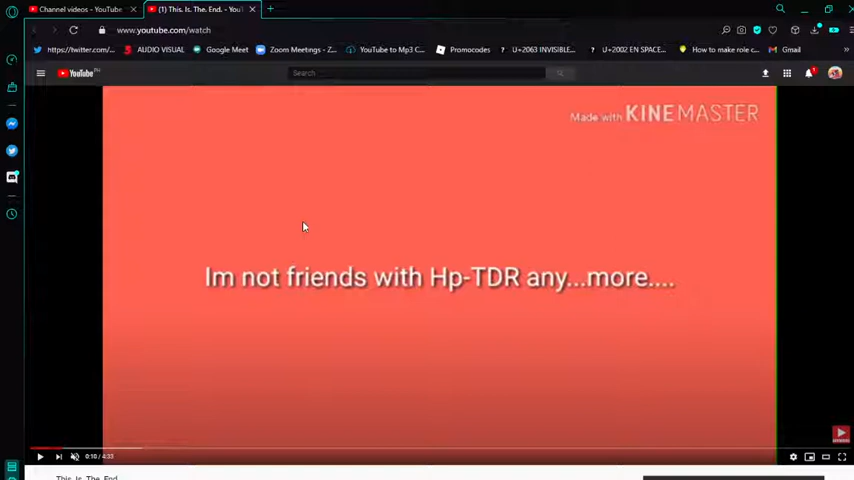 Channel videos - YouTube
(1) This. Is. The. End. - YouT
www.youtube.com/watch
https://twitter.com/...
AUDIO VISUAL
Google Meet
Zoom Meetings - Z...
YouTube to Mp3 C...
Promocodes
U+2063 INVISIBLE...
U+2002 EN SPACE...
How to make role c...
Gmail
YouTube
Search
Made with KINEMASTER
Im not friends with Hp-TDR any...more....
0:10 / 4:35
This. Is. The. End.